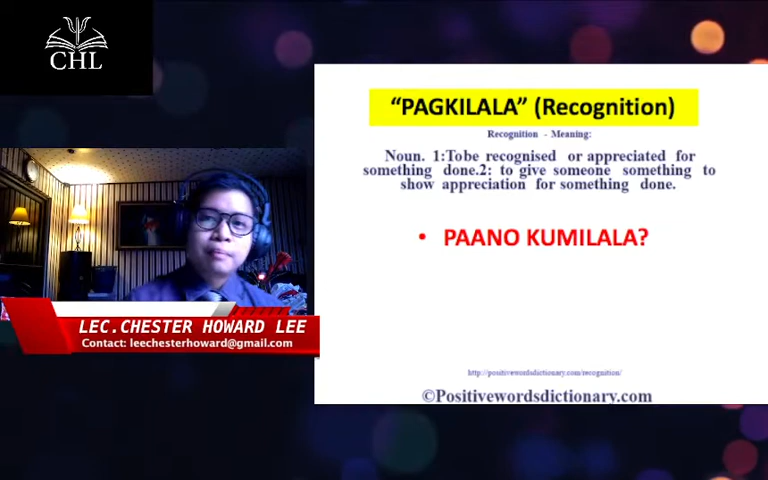 CHL
“PAGKILALA” (Recognition)
Recognition - Meaning:
Noun. 1:Tobe recognised or appreciated for
something done.2: to give someone something to
show appreciation for something done.
• PAANO KUMILALA?
LEC.CHESTER HOWARD LEE
Contact: leechesterhoward@gmail.com
http://positivewordsdictionary.com/recognition/
©Positivewordsdictionary.com